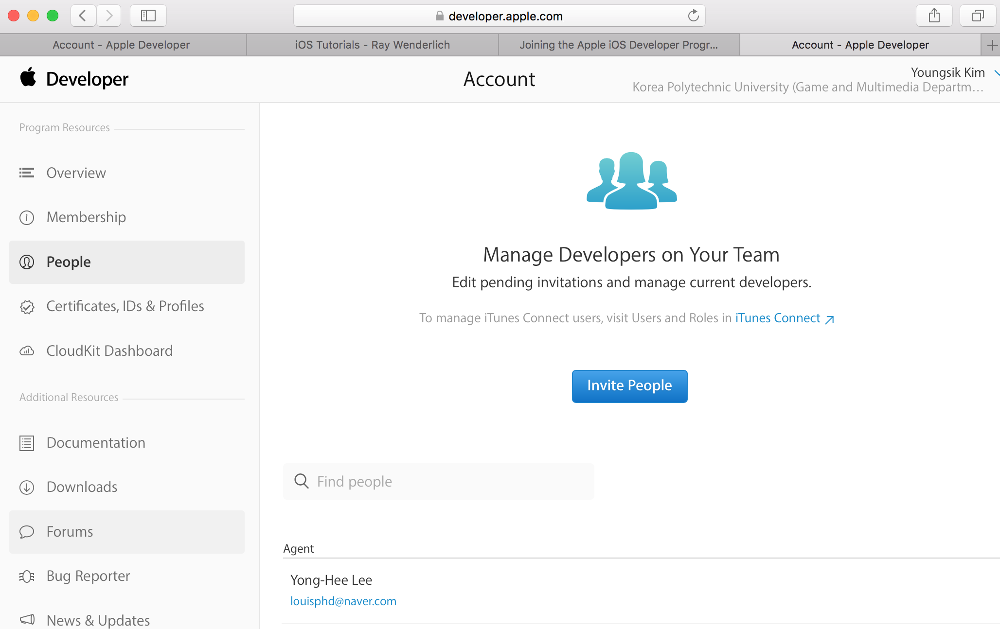 developer.apple.com
Account - Apple Developer
iOS Tutorials - Ray Wenderlich
Joining the Apple iOS Developer Progr...
Account - Apple Developer
Developer
Account
Youngsik Kim
Korea Polytechnic University (Game and Multimedia Departm...
Program Resources
Overview
Membership
People
Certificates, IDs & Profiles
CloudKit Dashboard
Additional Resources
Documentation
Downloads
Forums
Bug Reporter
News & Updates
Manage Developers on Your Team
Edit pending invitations and manage current developers.
To manage iTunes Connect users, visit Users and Roles in iTunes Connect
Invite People
Find people
Agent
Yong-Hee Lee
louisphd@naver.com